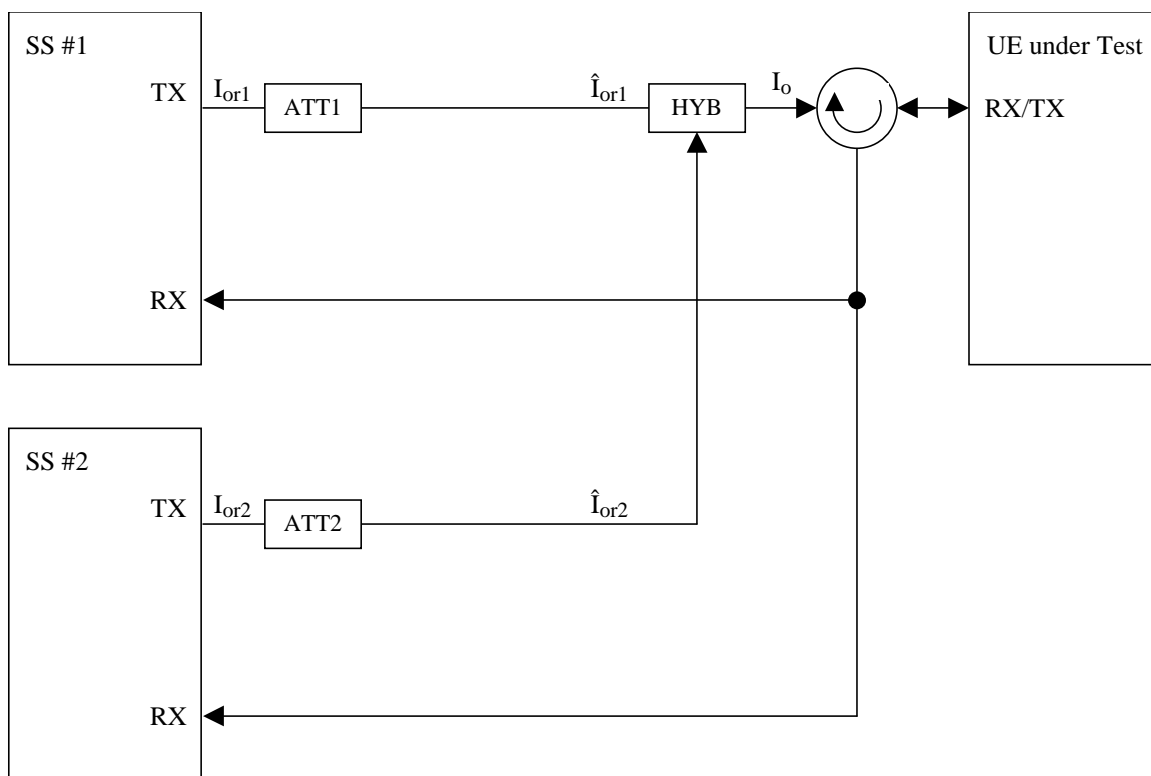 SS #1
UE under Test
TX
I_or1
ATT1
Î_or1
HYB
I_o
RX/TX
RX
SS #2
TX
I_or2
ATT2
Î_or2
RX